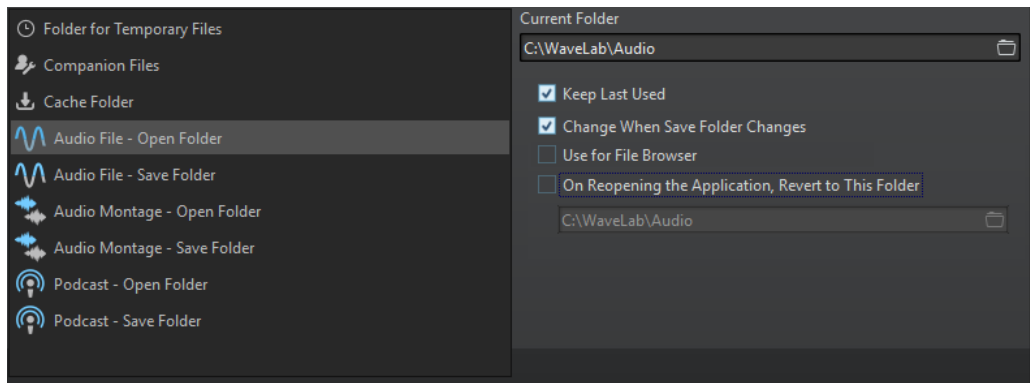 Folder for Temporary Files
Companion Files
Cache Folder
Audio File - Open Folder
Audio File - Save Folder
Audio Montage - Open Folder
Audio Montage - Save Folder
Podcast - Open Folder
Podcast - Save Folder
Current Folder
C:\WaveLab\Audio
Keep Last Used
Change When Save Folder Changes
Use for File Browser
On Reopening the Application, Revert to This Folder
C:\WaveLab\Audio